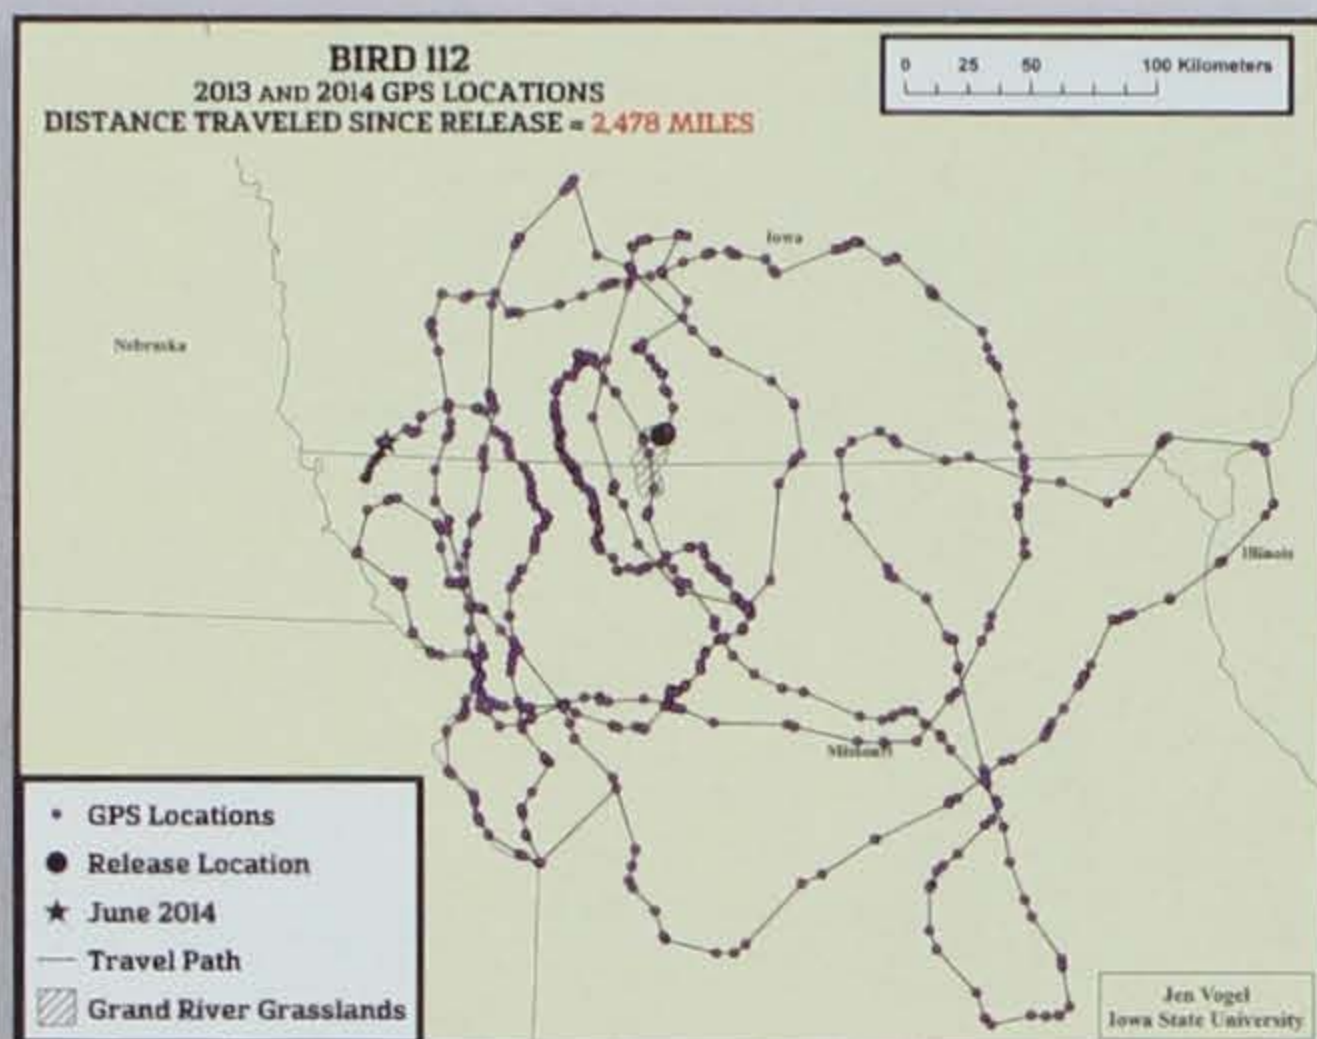 BIRD 112
2013 AND 2014 GPS LOCATIONS
DISTANCE TRAVELED SINCE RELEASE = 2,478 MILES
0 25 50 100 Kilometers
Iowa
Nebraska
Illinois
Missouri
GPS Locations
Release Location
June 2014
Travel Path
Grand River Grasslands
Jen Vogel
Iowa State University